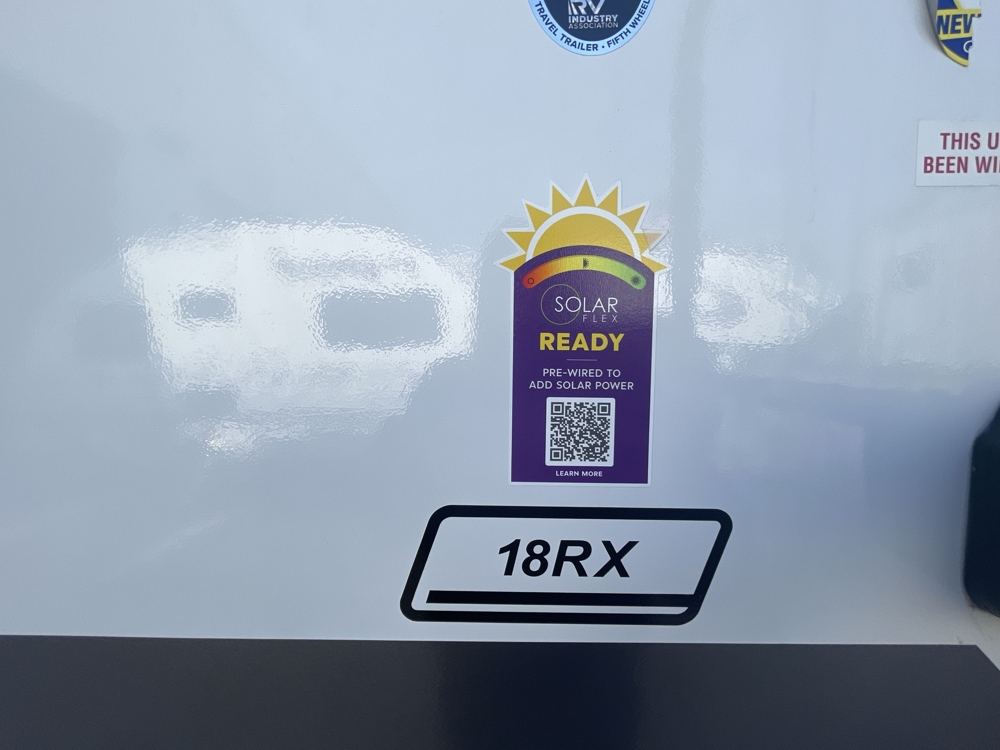 RV
INDUSTRY
ASSOCIATION
TRAVEL TRAILER • FIFTH WHEEL
NEW
THIS U
BEEN WI
SOLAR
FLEX
READY
PRE-WIRED TO
ADD SOLAR POWER
LEARN MORE
18RX